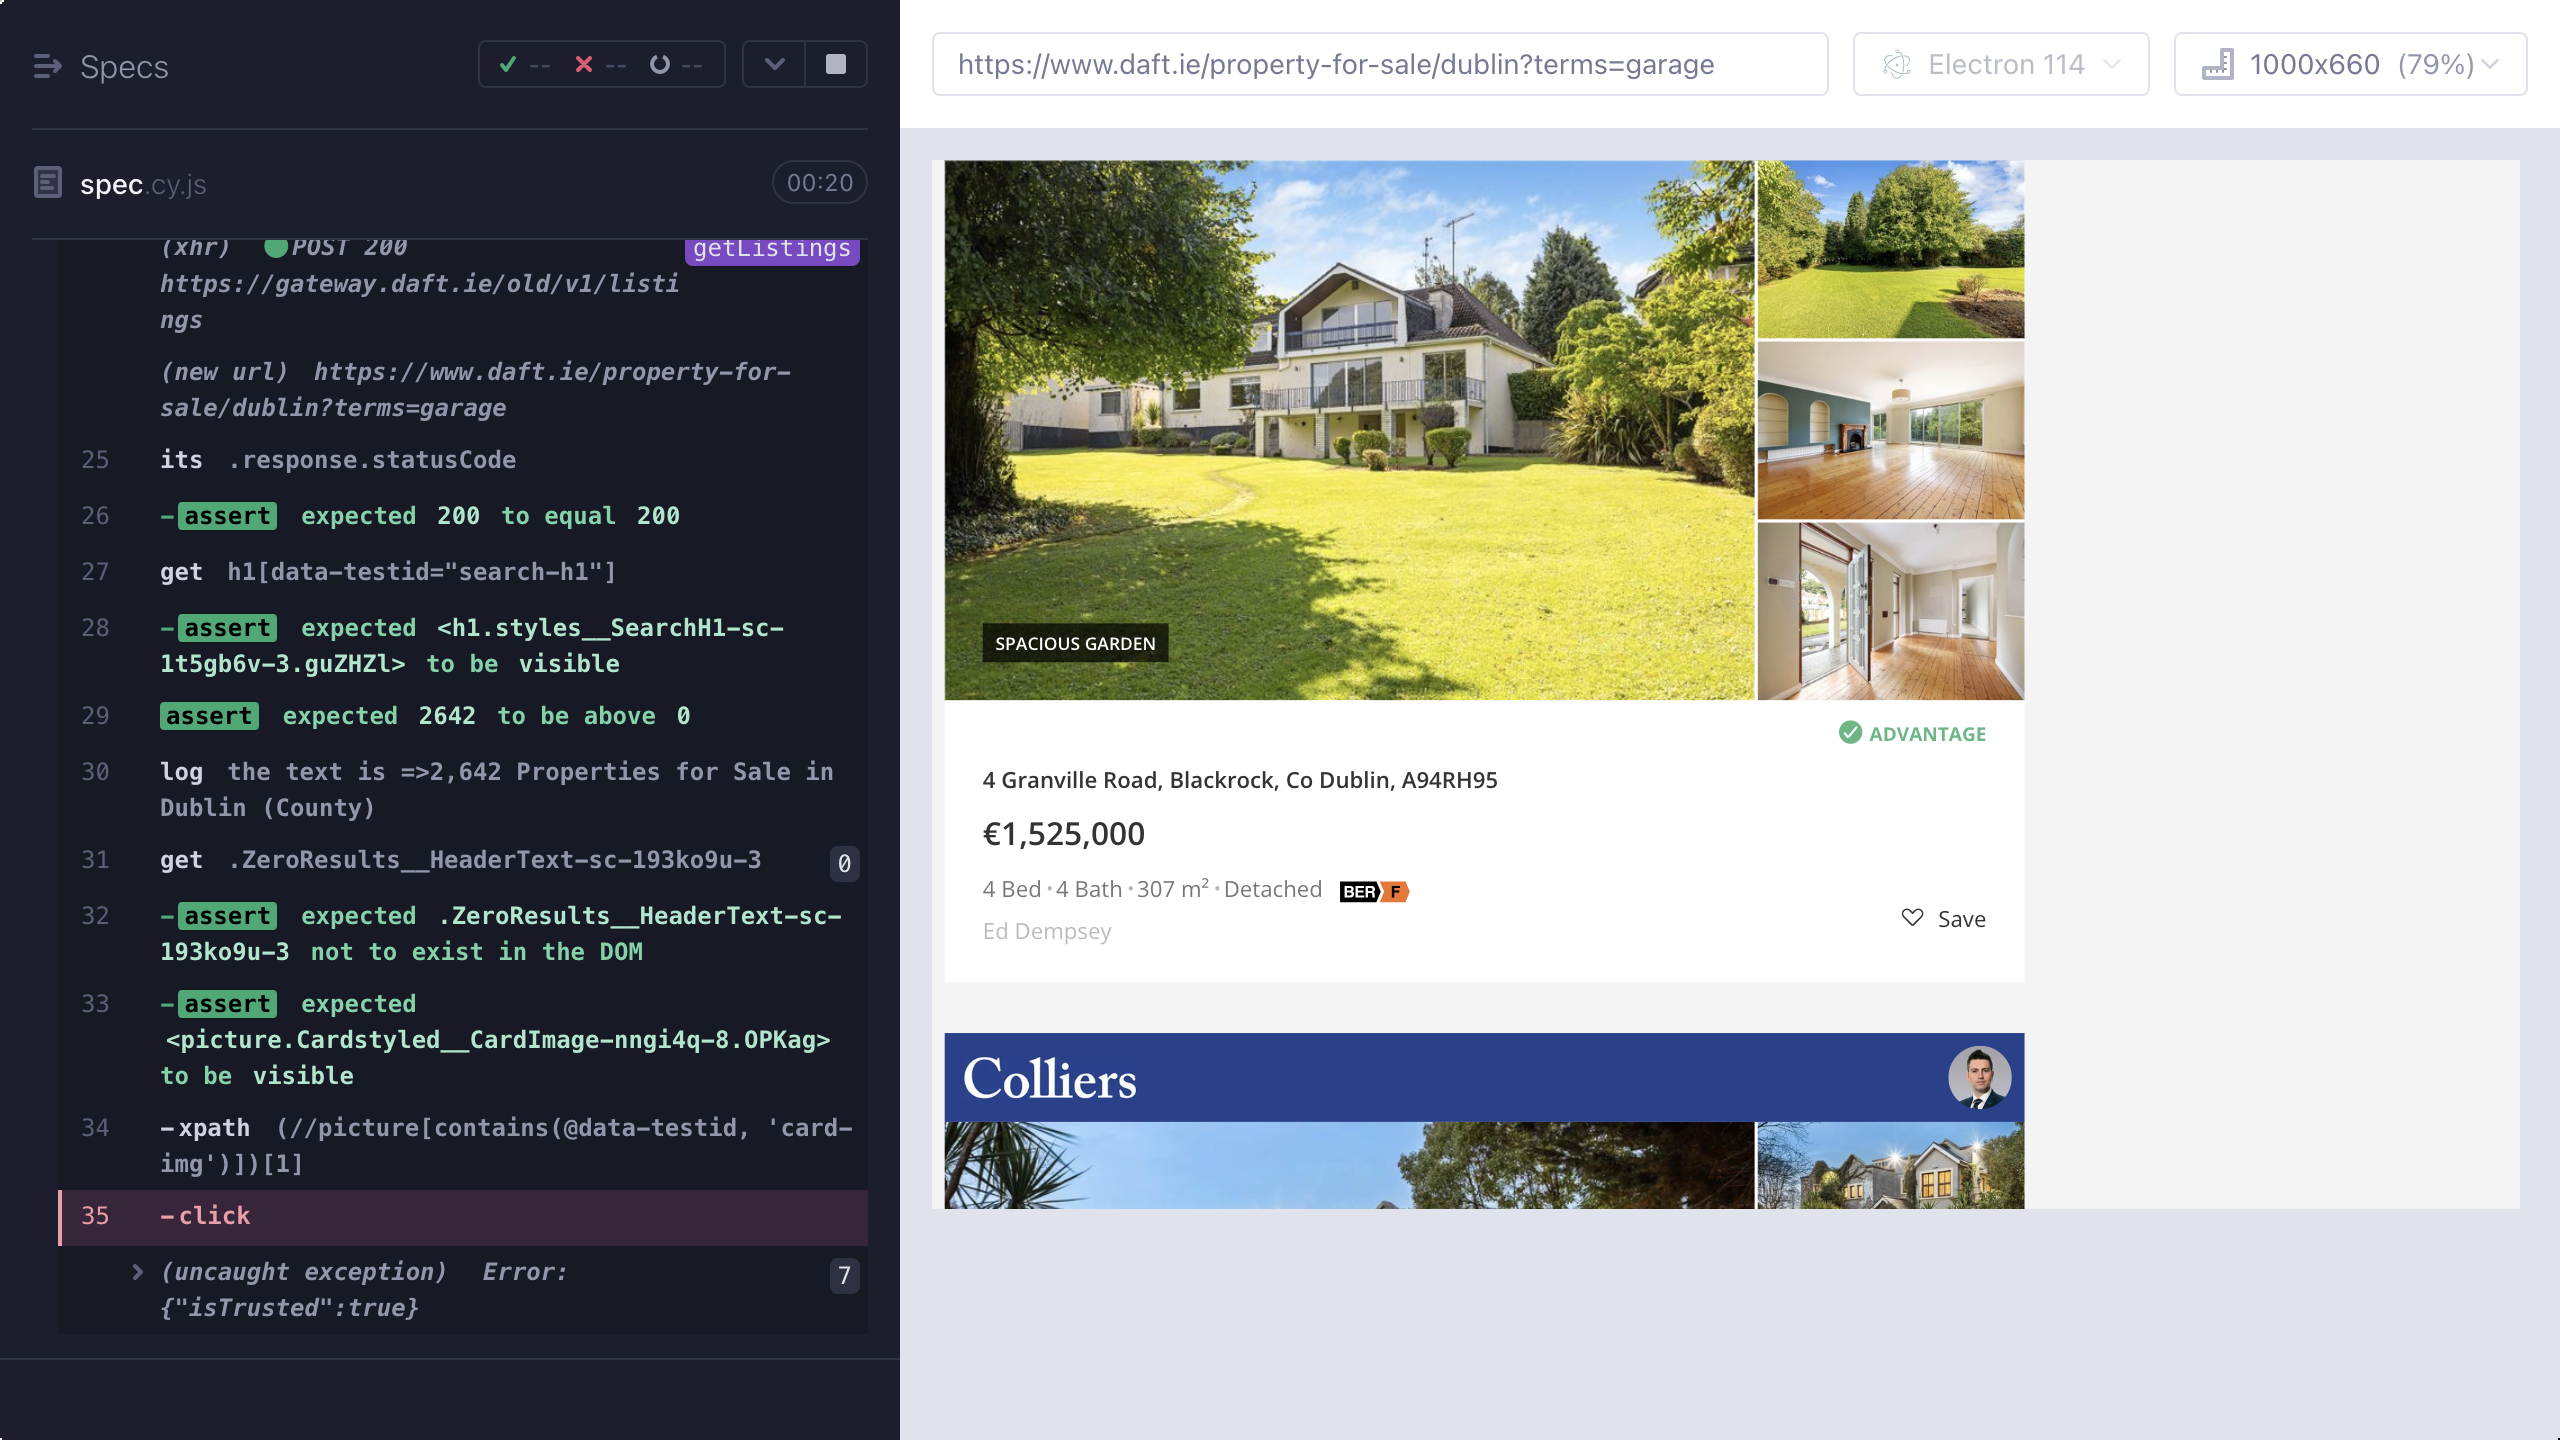 Specs
-- -- --
https://www.daft.ie/property-for-sale/dublin?terms=garage
Electron 114
1000x660 (79%)
spec.cy.js
00:20
(xhr) POST 200 getListings
https://gateway.daft.ie/old/v1/listi
ngs
(new url) https://www.daft.ie/property-for-
sale/dublin?terms=garage
25 its .response.statusCode
26 -assert expected 200 to equal 200
27 get h1[data-testid="search-h1"]
28 -assert expected <h1.styles__SearchH1-sc-
1t5gb6v-3.guZHZl> to be visible
29 assert expected 2642 to be above 0
30 log the text is =>2,642 Properties for Sale in
Dublin (County)
31 get .ZeroResults__HeaderText-sc-193ko9u-3 0
32 -assert expected .ZeroResults__HeaderText-sc-
193ko9u-3 not to exist in the DOM
33 -assert expected
<picture.Cardstyled__CardImage-nngi4q-8.OPKag>
to be visible
34 -xpath (//picture[contains(@data-testid, 'card-
img')])[1]
35 -click
(uncaught exception) Error: 7
{"isTrusted":true}
SPACIOUS GARDEN
ADVANTAGE
4 Granville Road, Blackrock, Co Dublin, A94RH95
€1,525,000
4 Bed · 4 Bath · 307 m² · Detached BER F
Ed Dempsey
Save
Colliers